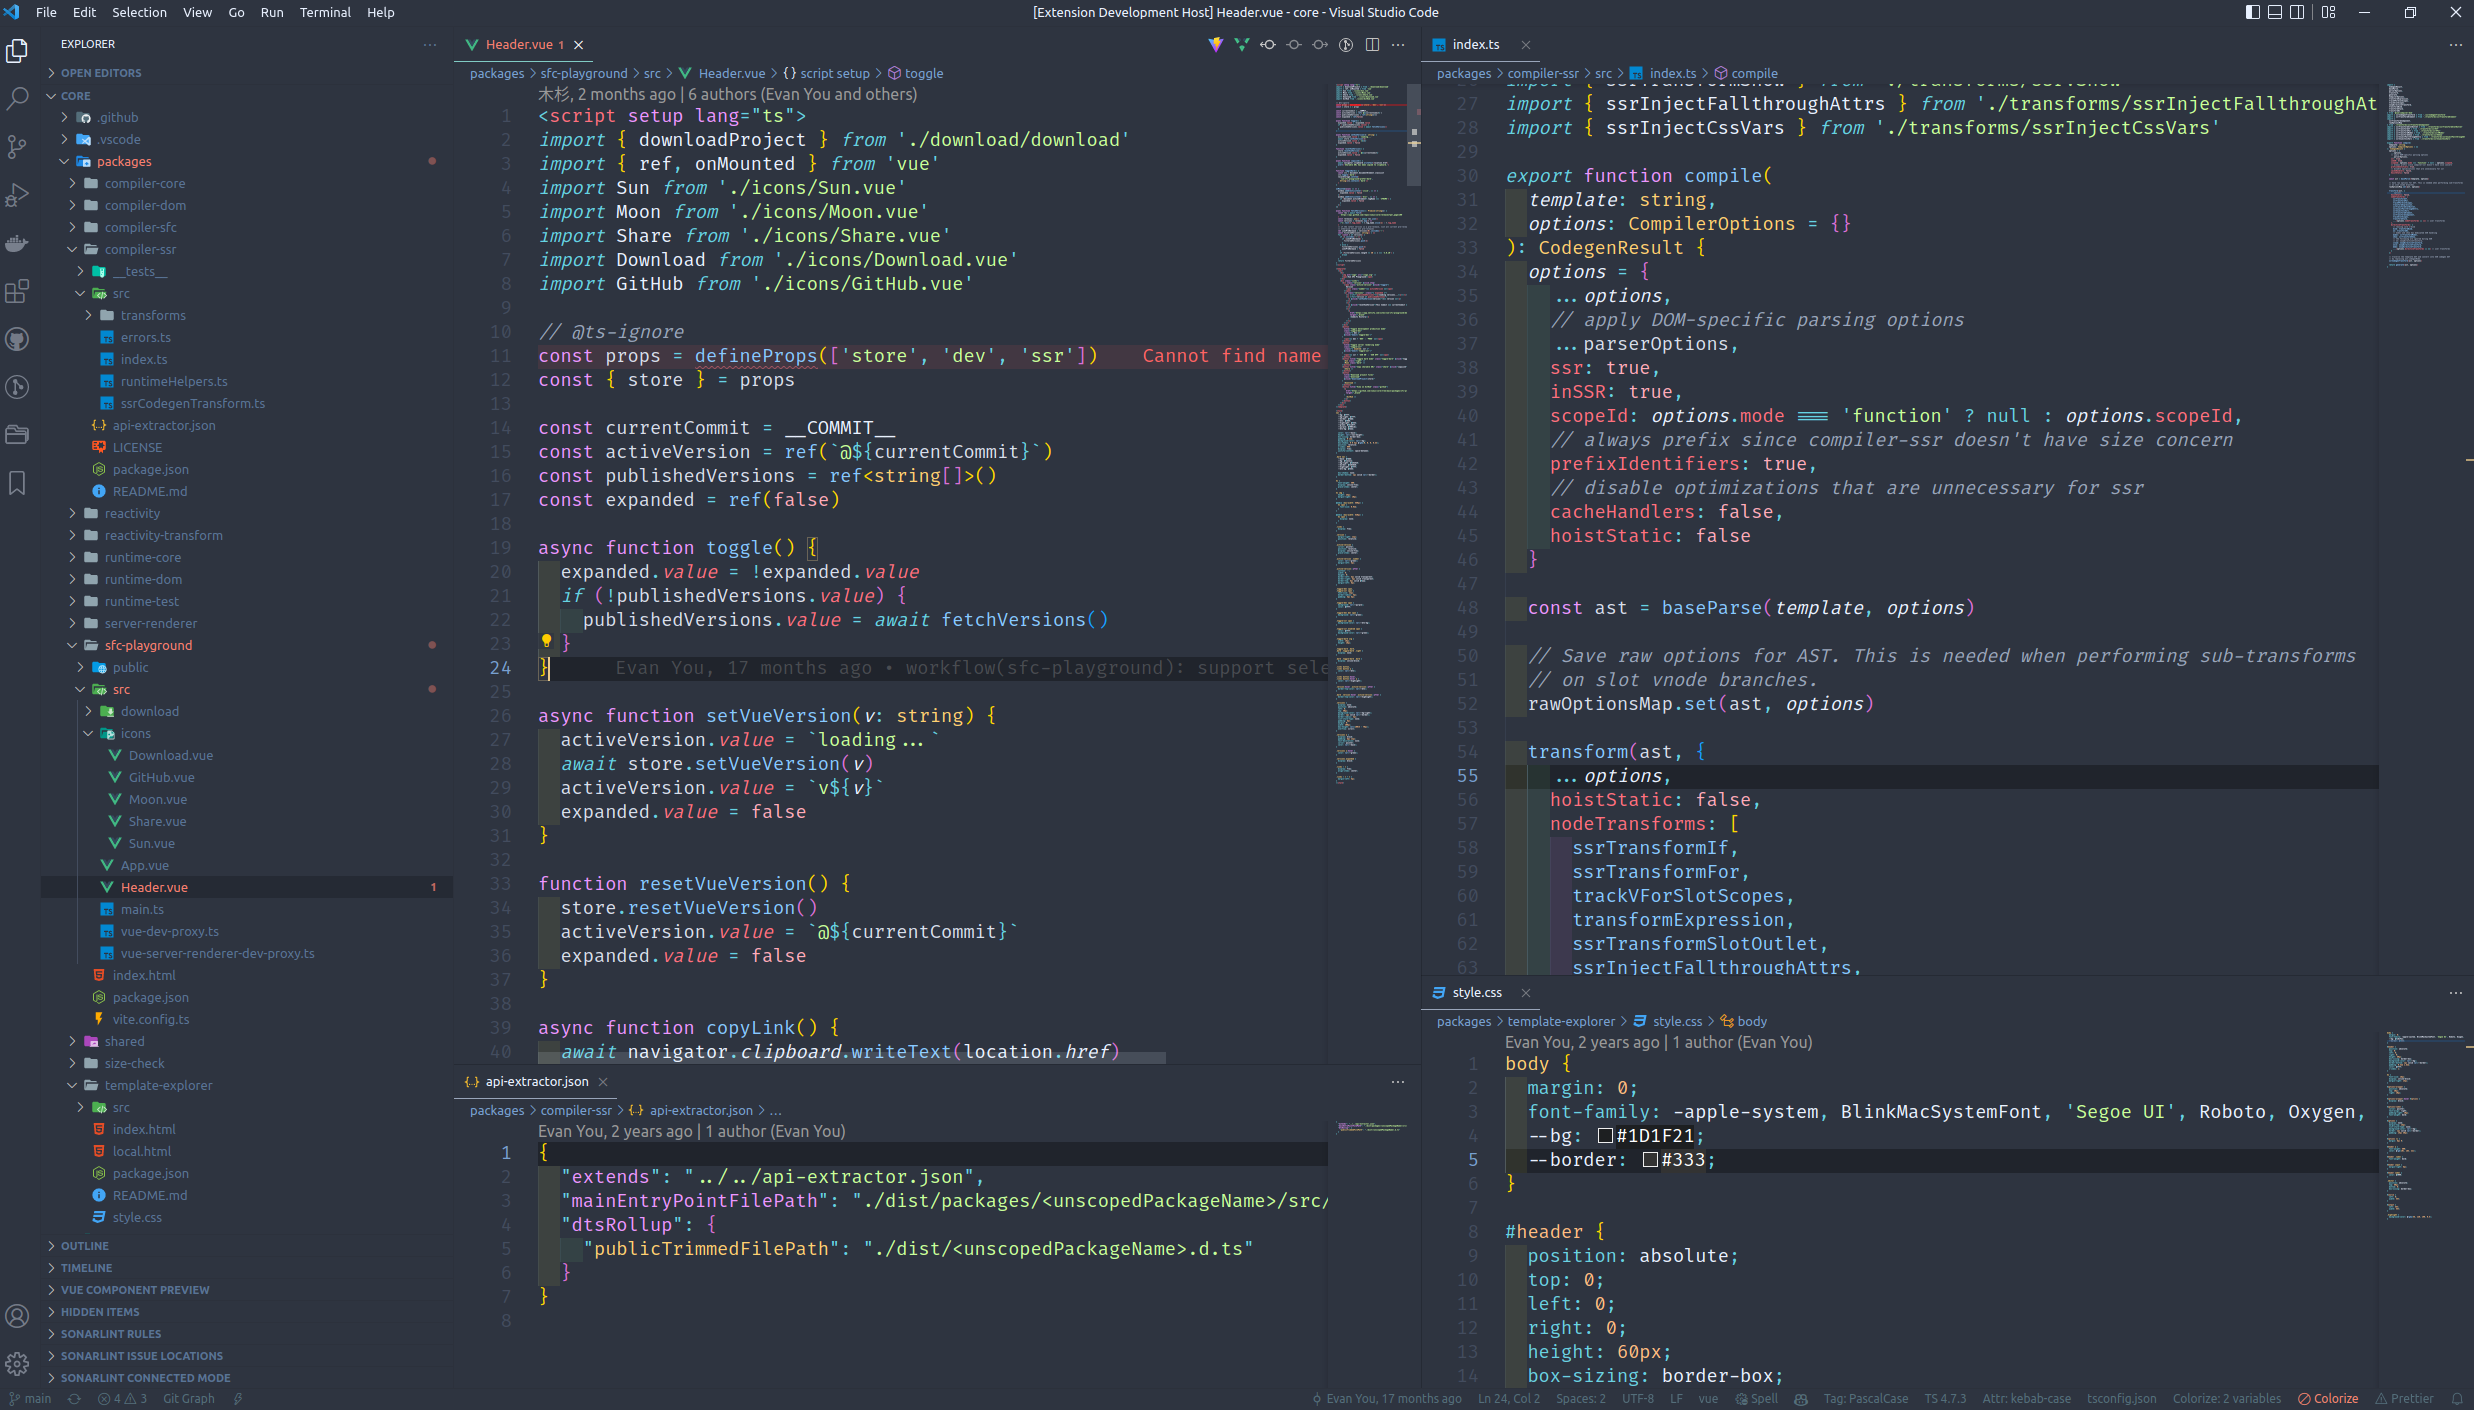 File Edit Selection View Go Run Terminal Help
[Extension Development Host] Header.vue - core - Visual Studio Code
EXPLORER
OPEN EDITORS
CORE
.github
.vscode
packages
compiler-core
compiler-dom
compiler-sfc
compiler-ssr
__tests__
src
transforms
errors.ts
index.ts
runtimeHelpers.ts
ssrCodegenTransform.ts
api-extractor.json
LICENSE
package.json
README.md
reactivity
reactivity-transform
runtime-core
runtime-dom
runtime-test
server-renderer
sfc-playground
public
src
download
icons
Download.vue
GitHub.vue
Moon.vue
Share.vue
Sun.vue
App.vue
Header.vue 1
main.ts
vue-dev-proxy.ts
vue-server-renderer-dev-proxy.ts
index.html
package.json
vite.config.ts
shared
size-check
template-explorer
src
index.html
local.html
package.json
README.md
style.css
OUTLINE
TIMELINE
VUE COMPONENT PREVIEW
HIDDEN ITEMS
SONARLINT RULES
SONARLINT ISSUE LOCATIONS
SONARLINT CONNECTED MODE
Header.vue 1
packages > sfc-playground > src > Header.vue > {} script setup > toggle
木杉, 2 months ago | 6 authors (Evan You and others)
1 <script setup lang="ts">
2 import { downloadProject } from './download/download'
3 import { ref, onMounted } from 'vue'
4 import Sun from './icons/Sun.vue'
5 import Moon from './icons/Moon.vue'
6 import Share from './icons/Share.vue'
7 import Download from './icons/Download.vue'
8 import GitHub from './icons/GitHub.vue'
9
10 // @ts-ignore
11 const props = defineProps(['store', 'dev', 'ssr']) Cannot find name
12 const { store } = props
13
14 const currentCommit = __COMMIT__
15 const activeVersion = ref(`@${currentCommit}`)
16 const publishedVersions = ref<string[]>()
17 const expanded = ref(false)
18
19 async function toggle() {
20 expanded.value = !expanded.value
21 if (!publishedVersions.value) {
22 publishedVersions.value = await fetchVersions()
23 }
24 } Evan You, 17 months ago • workflow(sfc-playground): support sele
25
26 async function setVueVersion(v: string) {
27 activeVersion.value = `loading...`
28 await store.setVueVersion(v)
29 activeVersion.value = `v${v}`
30 expanded.value = false
31 }
32
33 function resetVueVersion() {
34 store.resetVueVersion()
35 activeVersion.value = `@${currentCommit}`
36 expanded.value = false
37 }
38
39 async function copyLink() {
40 await navigator.clipboard.writeText(location.href)
api-extractor.json
packages > compiler-ssr > api-extractor.json > ...
Evan You, 2 years ago | 1 author (Evan You)
1 {
2 "extends": "../../api-extractor.json",
3 "mainEntryPointFilePath": "./dist/packages/<unscopedPackageName>/src/
4 "dtsRollup": {
5 "publicTrimmedFilePath": "./dist/<unscopedPackageName>.d.ts"
6 }
7 }
8
index.ts
packages > compiler-ssr > src > index.ts > compile
27 import { ssrInjectFallthroughAttrs } from './transforms/ssrInjectFallthroughAt
28 import { ssrInjectCssVars } from './transforms/ssrInjectCssVars'
29
30 export function compile(
31 template: string,
32 options: CompilerOptions = {}
33 ): CodegenResult {
34 options = {
35 ...options,
36 // apply DOM-specific parsing options
37 ...parserOptions,
38 ssr: true,
39 inSSR: true,
40 scopeId: options.mode === 'function' ? null : options.scopeId,
41 // always prefix since compiler-ssr doesn't have size concern
42 prefixIdentifiers: true,
43 // disable optimizations that are unnecessary for ssr
44 cacheHandlers: false,
45 hoistStatic: false
46 }
47
48 const ast = baseParse(template, options)
49
50 // Save raw options for AST. This is needed when performing sub-transforms
51 // on slot vnode branches.
52 rawOptionsMap.set(ast, options)
53
54 transform(ast, {
55 ...options,
56 hoistStatic: false,
57 nodeTransforms: [
58 ssrTransformIf,
59 ssrTransformFor,
60 trackVForSlotScopes,
61 transformExpression,
62 ssrTransformSlotOutlet,
63 ssrInjectFallthroughAttrs,
style.css
packages > template-explorer > style.css > body
Evan You, 2 years ago | 1 author (Evan You)
1 body {
2 margin: 0;
3 font-family: -apple-system, BlinkMacSystemFont, 'Segoe UI', Roboto, Oxygen,
4 --bg: #1D1F21;
5 --border: #333;
6 }
7
8 #header {
9 position: absolute;
10 top: 0;
11 left: 0;
12 right: 0;
13 height: 60px;
14 box-sizing: border-box;
main 4 3 Git Graph
Evan You, 17 months ago Ln 24, Col 2 Spaces: 2 UTF-8 LF vue Spell Tag: PascalCase TS 4.7.3 Attr: kebab-case tsconfig.json Colorize: 2 variables Colorize Prettier